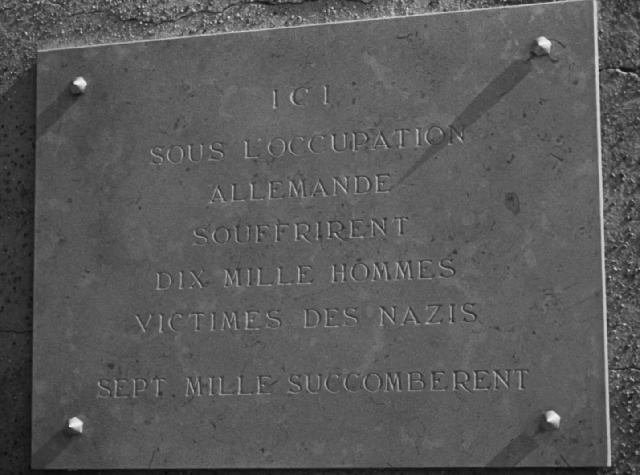 ICI
SOUS L'OCCUPATION
ALLEMANDE
SOUFFRIRENT
DIX MILLE HOMMES
VICTIMES DES NAZIS
SEPT MILLE SUCCOMBERENT